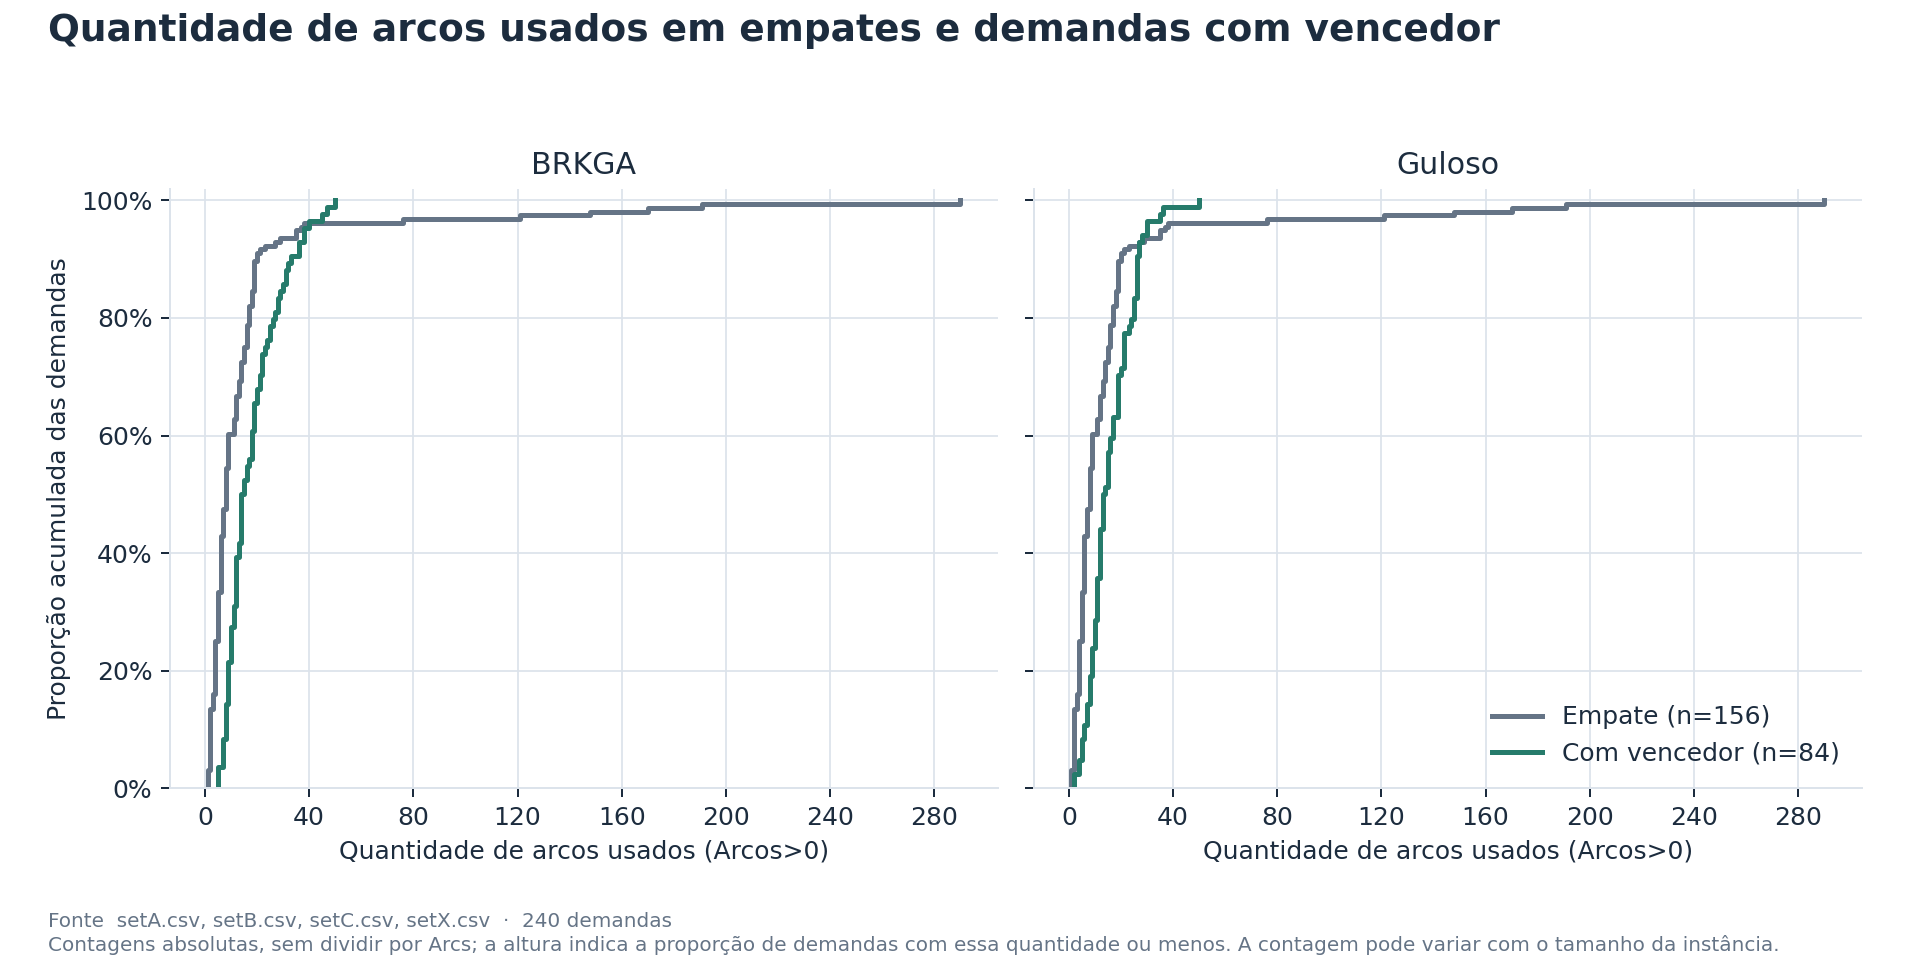 Quantidade de arcos usados em empates e demandas com vencedor
BRKGA
Guloso
Proporção acumulada das demandas
100%
80%
60%
40%
20%
0%
0 40 80 120 160 200 240 280
0 40 80 120 160 200 240 280
Quantidade de arcos usados (Arcos>0)
Quantidade de arcos usados (Arcos>0)
Empate (n=156)
Com vencedor (n=84)
Fonte  setA.csv, setB.csv, setC.csv, setX.csv  ·  240 demandas
Contagens absolutas, sem dividir por Arcs; a altura indica a proporção de demandas com essa quantidade ou menos. A contagem pode variar com o tamanho da instância.